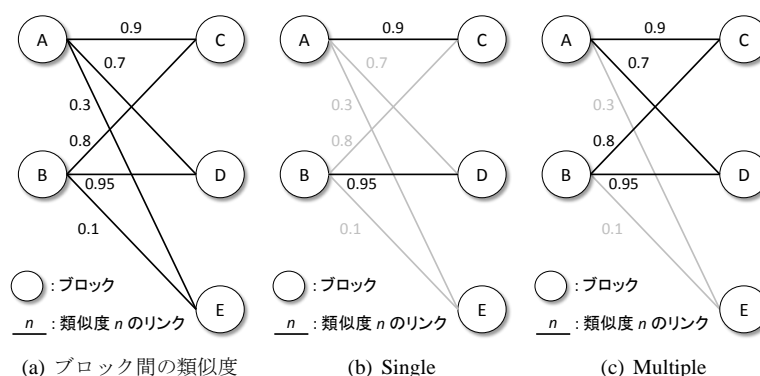 A
0.9
C
0.7
0.3
0.8
B
0.95
D
0.1
E
: ブロック
n : 類似度 n のリンク
(a) ブロック間の類似度
A
0.9
C
0.7
0.3
0.8
B
0.95
D
0.1
E
: ブロック
n : 類似度 n のリンク
(b) Single
A
0.9
C
0.7
0.3
0.8
B
0.95
D
0.1
E
: ブロック
n : 類似度 n のリンク
(c) Multiple